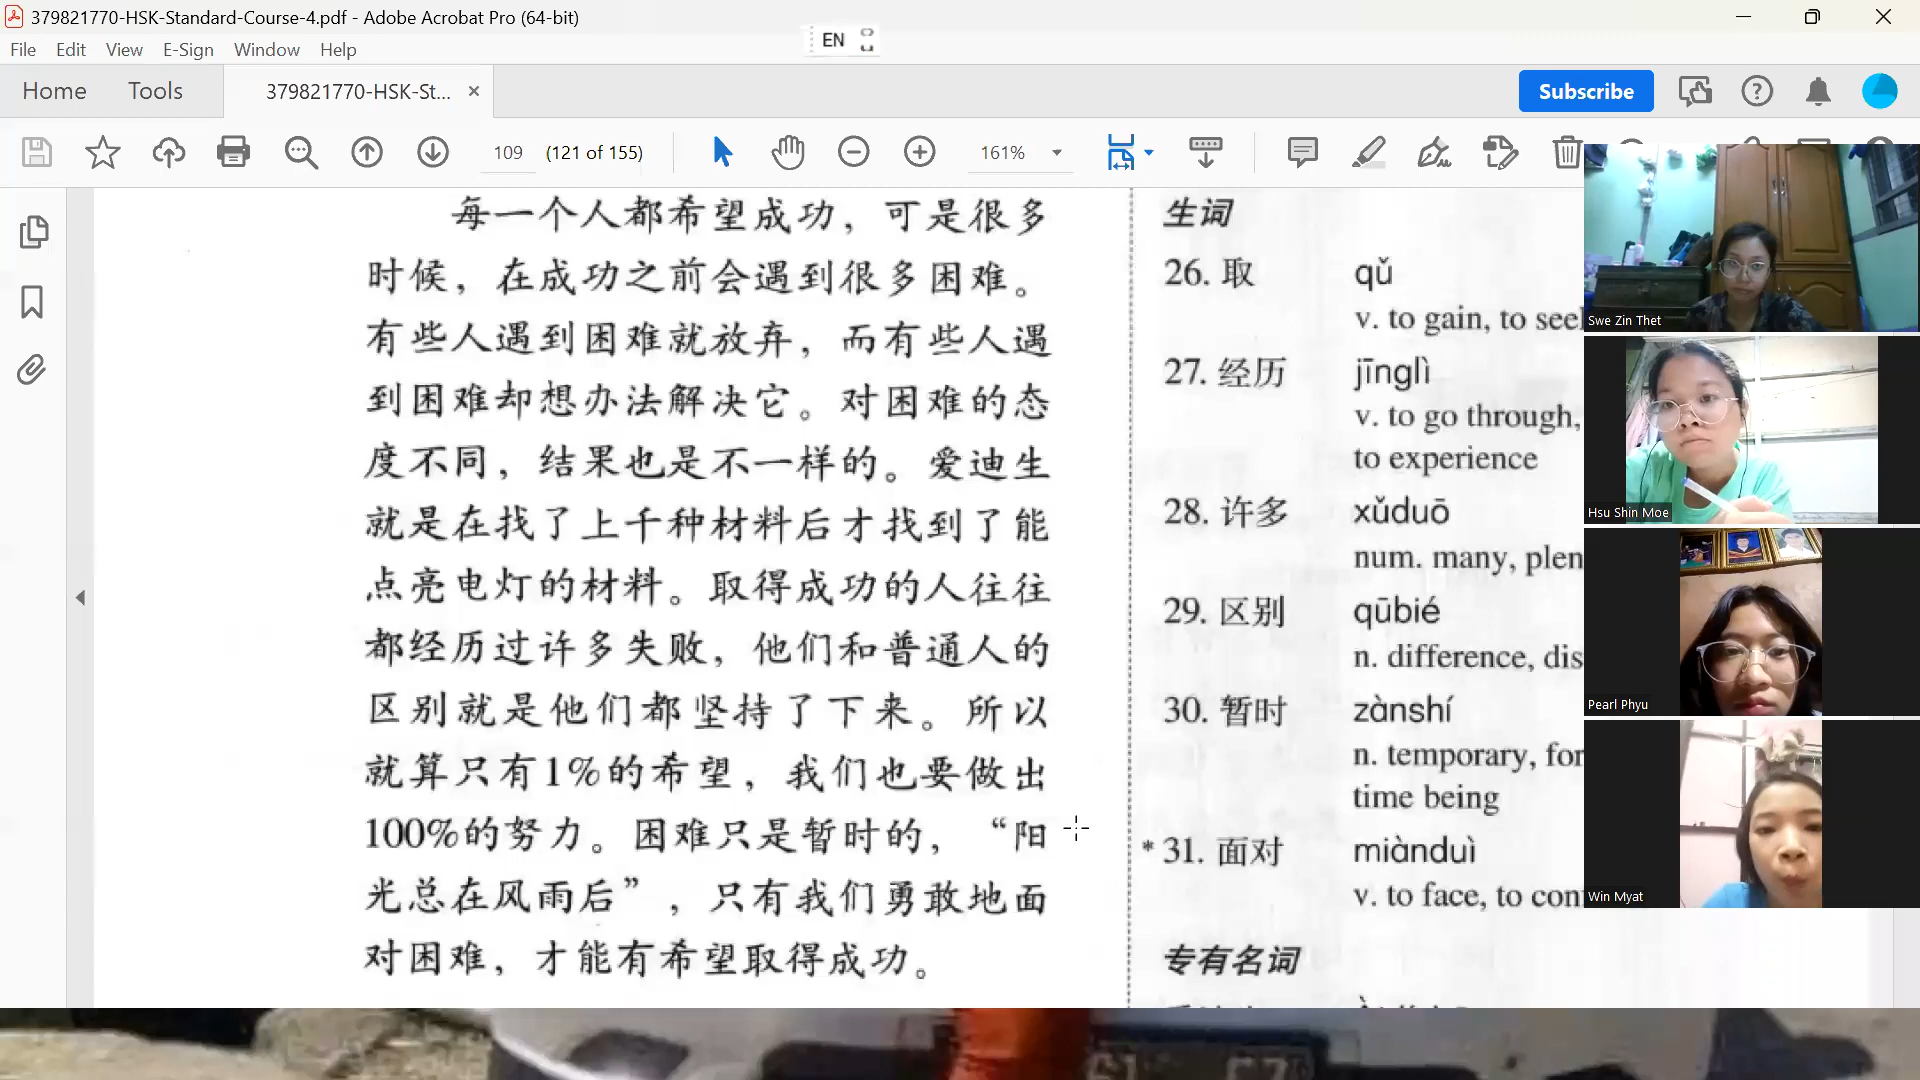 379821770-HSK-Standard-Course-4.pdf - Adobe Acrobat Pro (64-bit)
File Edit View E-Sign Window Help
EN
Home Tools 379821770-HSK-St... ×
Subscribe
109 (121 of 155) 161%
每一个人都希望成功，可是很多
时候，在成功之前会遇到很多困难。
有些人遇到困难就放弃，而有些人遇
到困难却想办法解决它。对困难的态
度不同，结果也是不一样的。爱迪生
就是在找了上千种材料后才找到了能
点亮电灯的材料。取得成功的人往往
都经历过许多失败，他们和普通人的
区别就是他们都坚持了下来。所以
就算只有1%的希望，我们也要做出
100%的努力。困难只是暂时的，“阳
光总在风雨后”，只有我们勇敢地面
对困难，才能有希望取得成功。
生词
26. 取 qǔ
v. to gain, to see
27. 经历 jīnglì
v. to go through,
to experience
28. 许多 xǔduō
num. many, plen
29. 区别 qūbié
n. difference, dis
30. 暂时 zànshí
n. temporary, for
time being
* 31. 面对 miànduì
v. to face, to con
专有名词
Swe Zin Thet
Hsu Shin Moe
Pearl Phyu
Win Myat